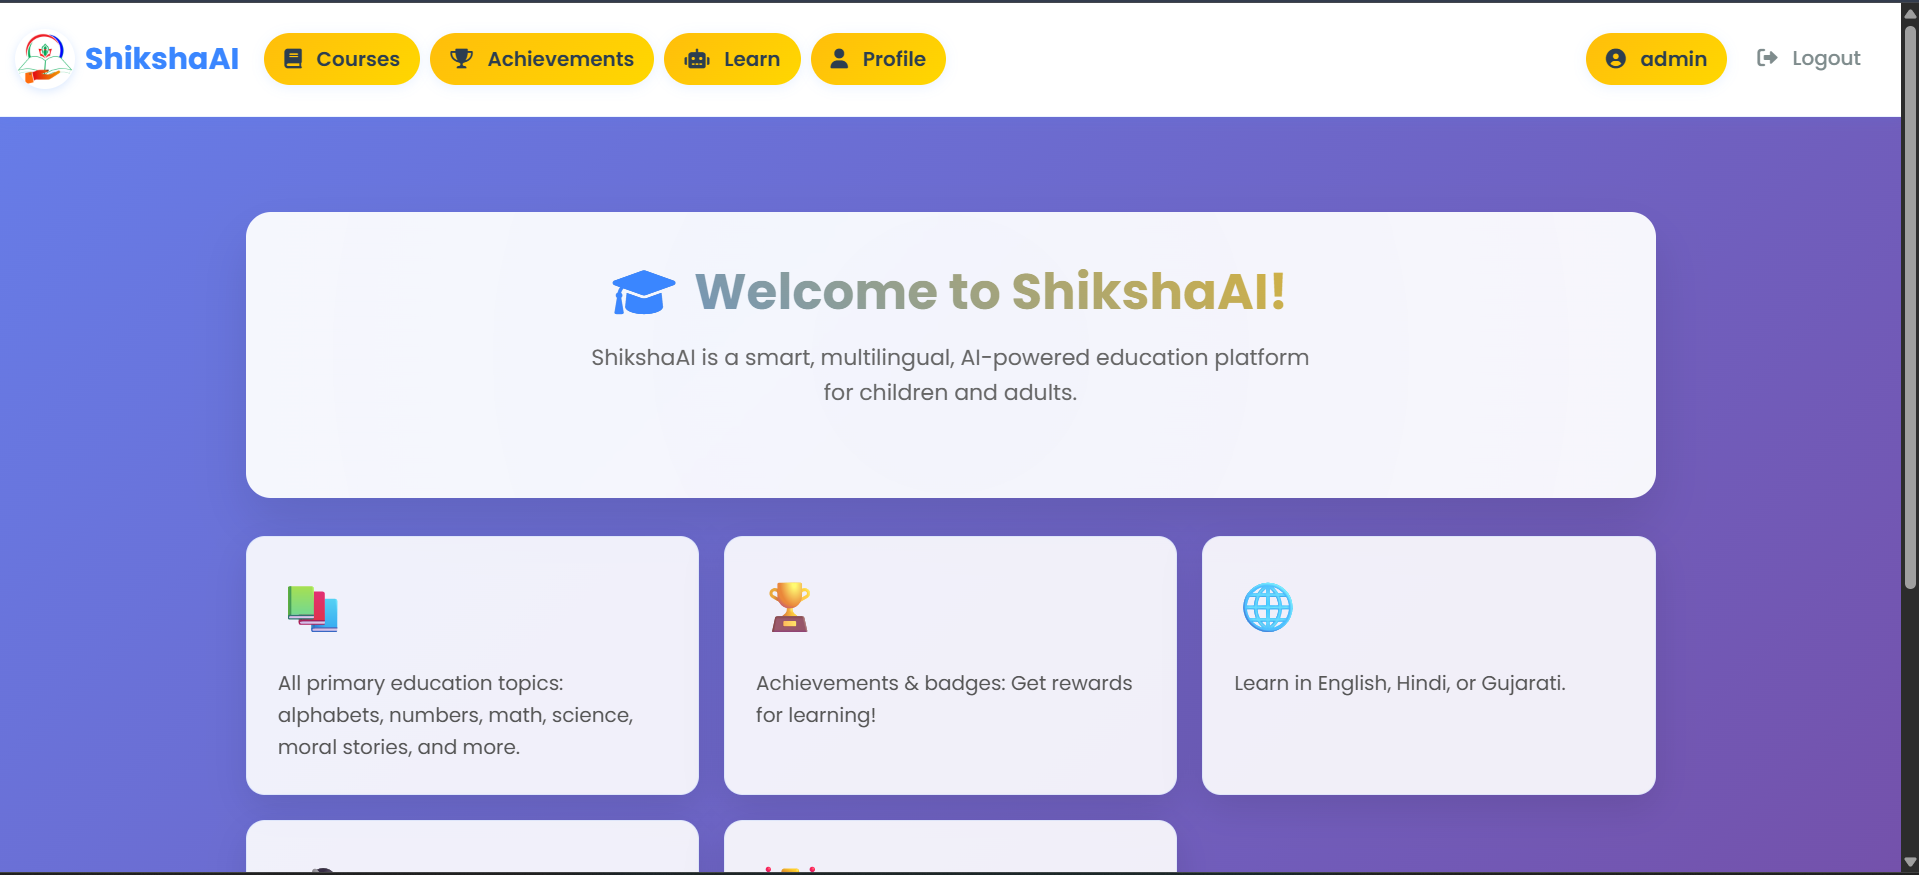 ShikshaAI
Courses
Achievements
Learn
Profile
admin
Logout
Welcome to ShikshaAI!
ShikshaAI is a smart, multilingual, AI-powered education platform
for children and adults.
All primary education topics:
alphabets, numbers, math, science,
moral stories, and more.
Achievements & badges: Get rewards
for learning!
Learn in English, Hindi, or Gujarati.